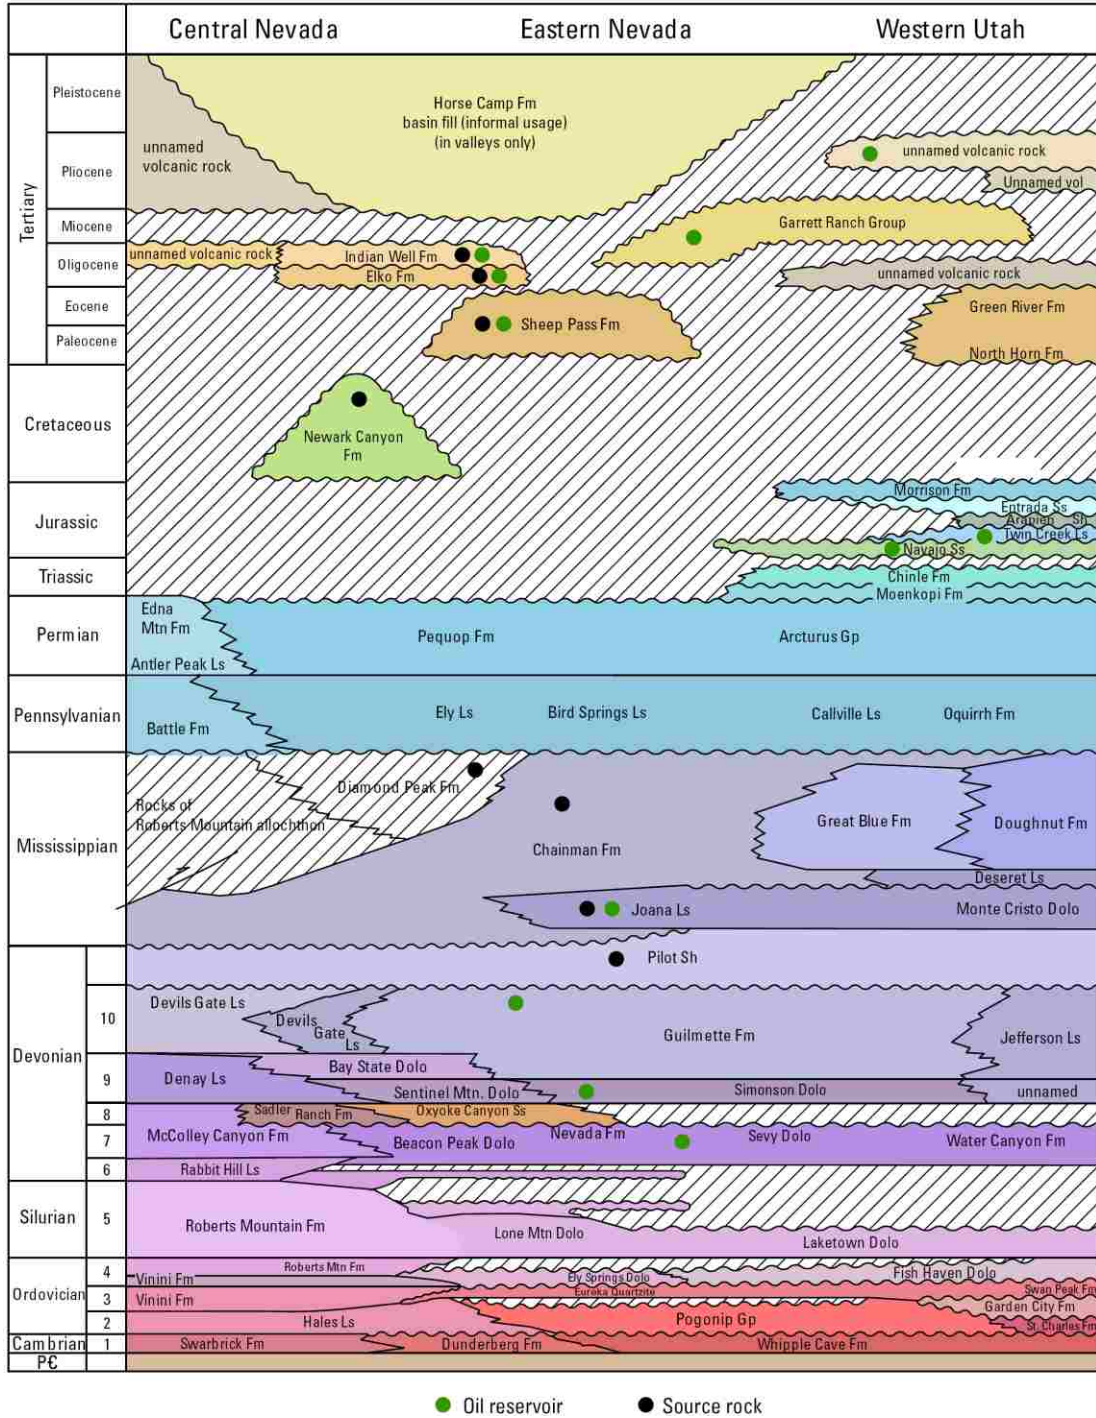 Central Nevada
Eastern Nevada
Western Utah
Tertiary
Pleistocene
Horse Camp Fm
basin fill (informal usage)
(in valleys only)
unnamed
volcanic rock
Pliocene
unnamed volcanic rock
Unnamed vol
Miocene
Garrett Ranch Group
Oligocene
unnamed volcanic rock
Indian Well Fm
Elko Fm
unnamed volcanic rock
Eocene
Green River Fm
Sheep Pass Fm
Paleocene
North Horn Fm
Cretaceous
Newark Canyon
Fm
Jurassic
Morrison Fm
Entrada Ss
Arapien Sh
Twin Creek Ls
Navajo Ss
Triassic
Chinle Fm
Moenkopi Fm
Permian
Edna
Mtn Fm
Antler Peak Ls
Pequop Fm
Arcturus Gp
Pennsylvanian
Battle Fm
Ely Ls
Bird Springs Ls
Callville Ls
Oquirrh Fm
Mississippian
Diamond Peak Fm
Rocks of
Roberts Mountain allochthon
Chainman Fm
Great Blue Fm
Doughnut Fm
Deseret Ls
Joana Ls
Monte Cristo Dolo
Devonian
Pilot Sh
10
Devils Gate Ls
Devils
Gate
Ls
Guilmette Fm
Jefferson Ls
9
Denay Ls
Bay State Dolo
Sentinel Mtn. Dolo
Simonson Dolo
unnamed
8
Sadler
Ranch Fm
Oxyoke Canyon Ss
7
McColley Canyon Fm
Beacon Peak Dolo
Nevada Fm
Sevy Dolo
Water Canyon Fm
6
Rabbit Hill Ls
Silurian
5
Roberts Mountain Fm
Lone Mtn Dolo
Laketown Dolo
Ordovician
4
Roberts Mtn Fm
Vinini Fm
Ely Springs Dolo
Fish Haven Dolo
3
Vinini Fm
Eureka Quartzite
Swan Peak Fm
Garden City Fm
2
Hales Ls
Pogonip Gp
St. Charles Fm
Cambrian
1
Swarbrick Fm
Dunderberg Fm
Whipple Cave Fm
P€
Oil reservoir
Source rock